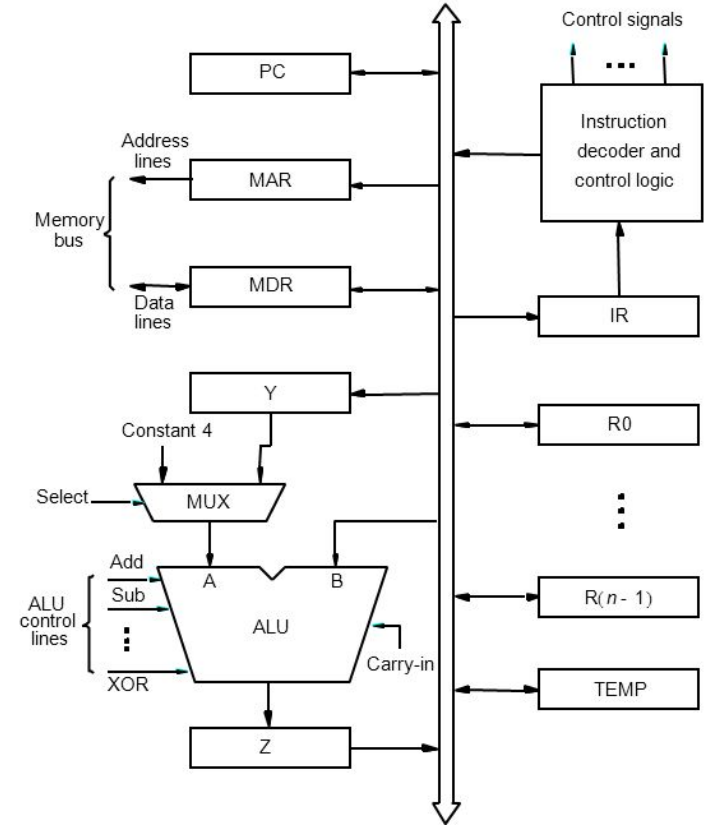 Control signals
PC
Instruction
decoder and
control logic
Address
lines
MAR
Memory
bus
MDR
Data
lines
IR
Y
R0
Constant 4
Select
MUX
Add
A
B
Sub
ALU
control
lines
ALU
R(n - 1)
Carry-in
XOR
TEMP
Z